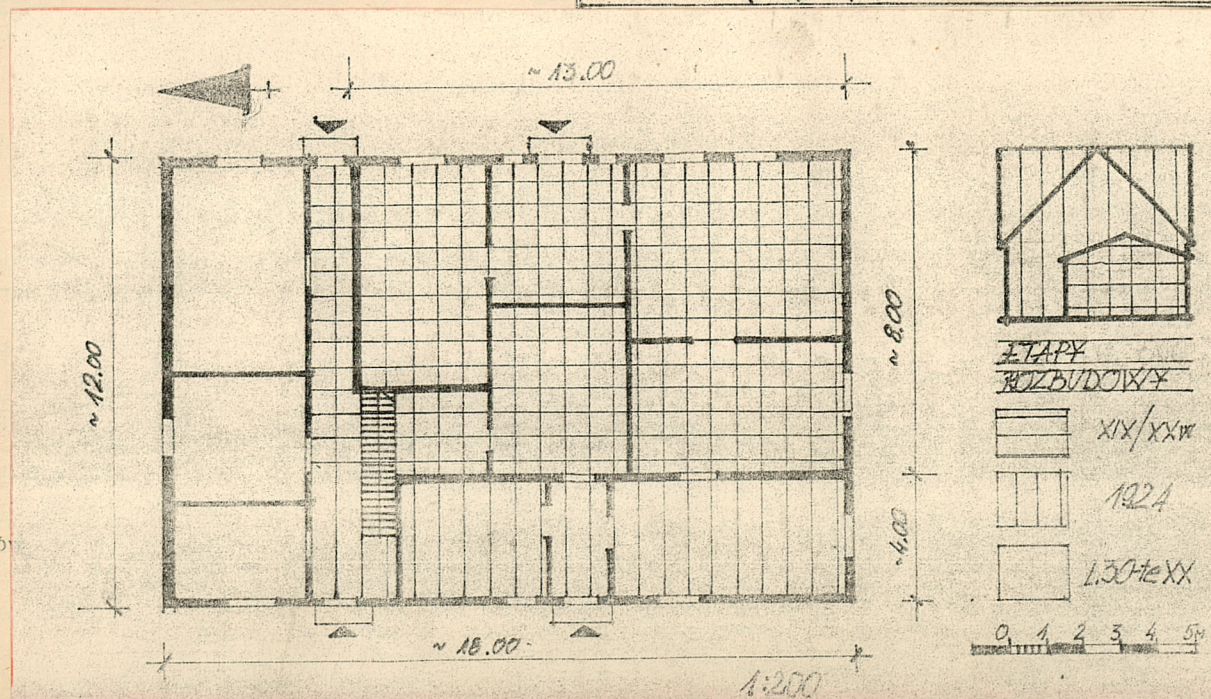 ~ 13.00
~ 12.00
~ 8.00
~ 4.00
~ 18.00
1:200
ETAPY
ROZBUDOWY
XIX/XXw
1924
l.30-te XX
0 1 2 3 4 5m